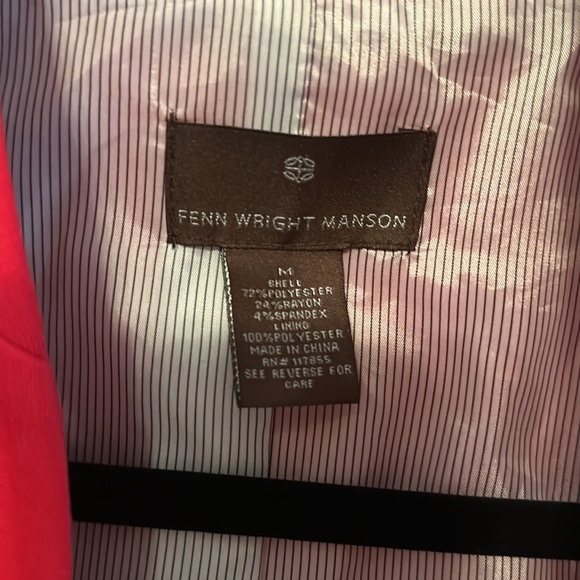 FENN WRIGHT MANSON
M
SHELL
72%POLYESTER
24%RAYON
4%SPANDEX
LINING
100%POLYESTER
MADE IN CHINA
RN# 117855
SEE REVERSE FOR
CARE